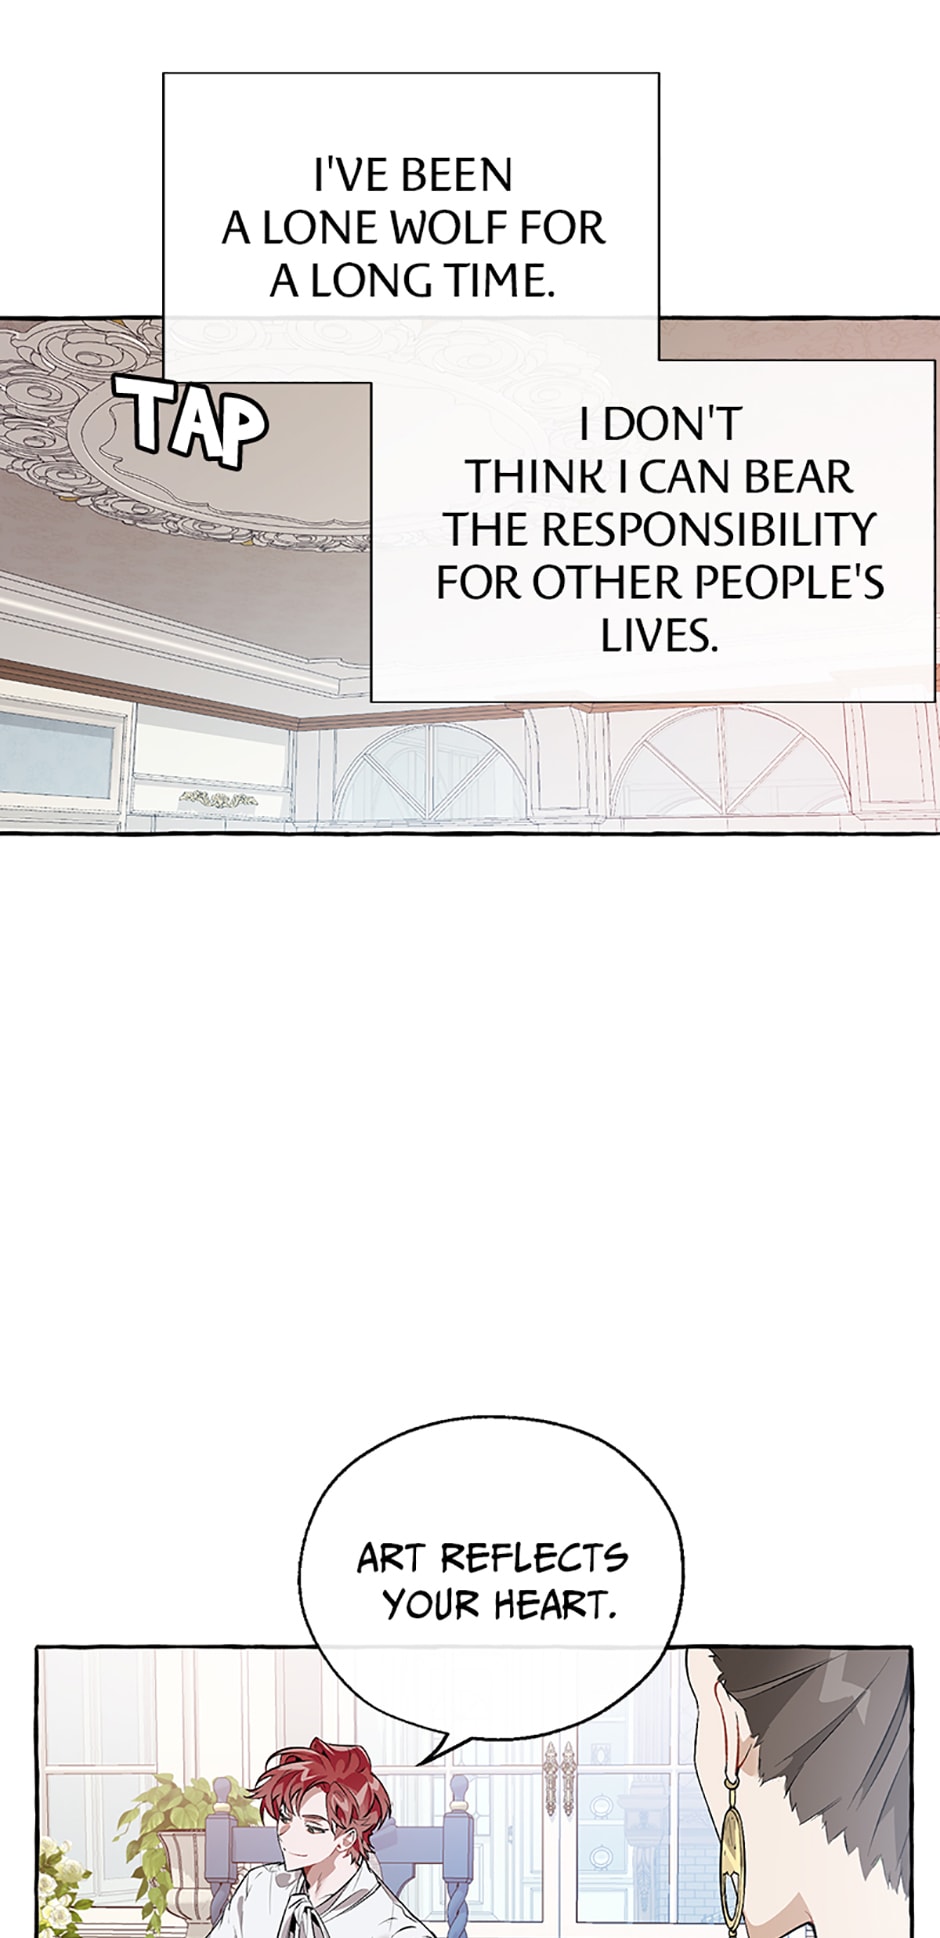 I'VE BEEN
A LONE WOLF FOR
A LONG TIME.
TAP
I DON'T
THINK I CAN BEAR
THE RESPONSIBILITY
FOR OTHER PEOPLE'S
LIVES.
ART REFLECTS
YOUR HEART.